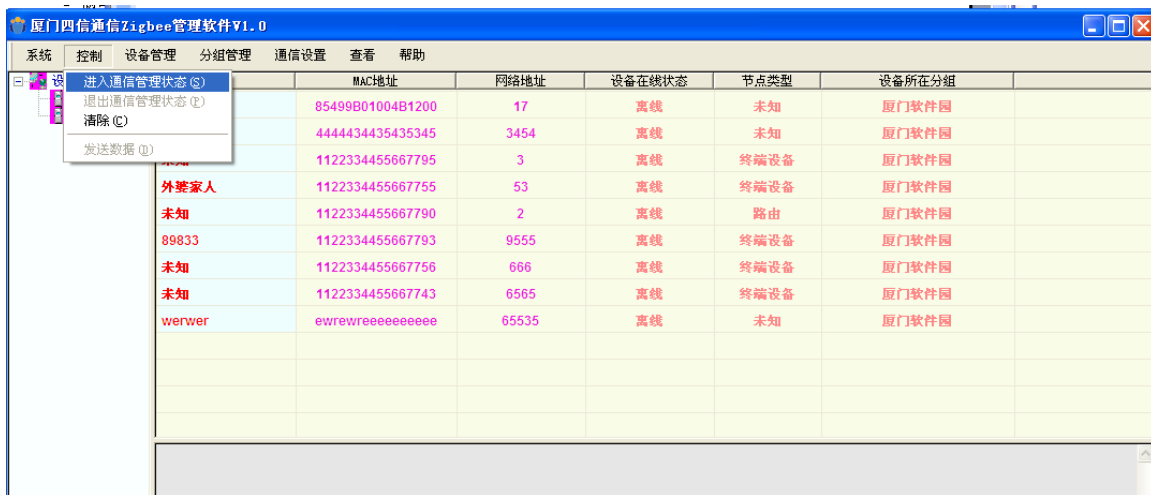 厦门四信通信Zigbee管理软件V1.0
系统 控制 设备管理 分组管理 通信设置 查看 帮助
设 进入通信管理状态(S) MAC地址 网络地址 设备在线状态 节点类型 设备所在分组
退出通信管理状态(P) 85499B01004B1200 17 离线 未知 厦门软件园
清除(C) 4444434435435345 3454 离线 未知 厦门软件园
发送数据(D) 1122334455667795 3 离线 终端设备 厦门软件园
外婆家人 1122334455667755 53 离线 终端设备 厦门软件园
未知 1122334455667790 2 离线 路由 厦门软件园
89833 1122334455667793 9555 离线 终端设备 厦门软件园
未知 1122334455667756 666 离线 终端设备 厦门软件园
未知 1122334455667743 6565 离线 终端设备 厦门软件园
werwer ewrewreeeeeeeeee 65535 离线 未知 厦门软件园